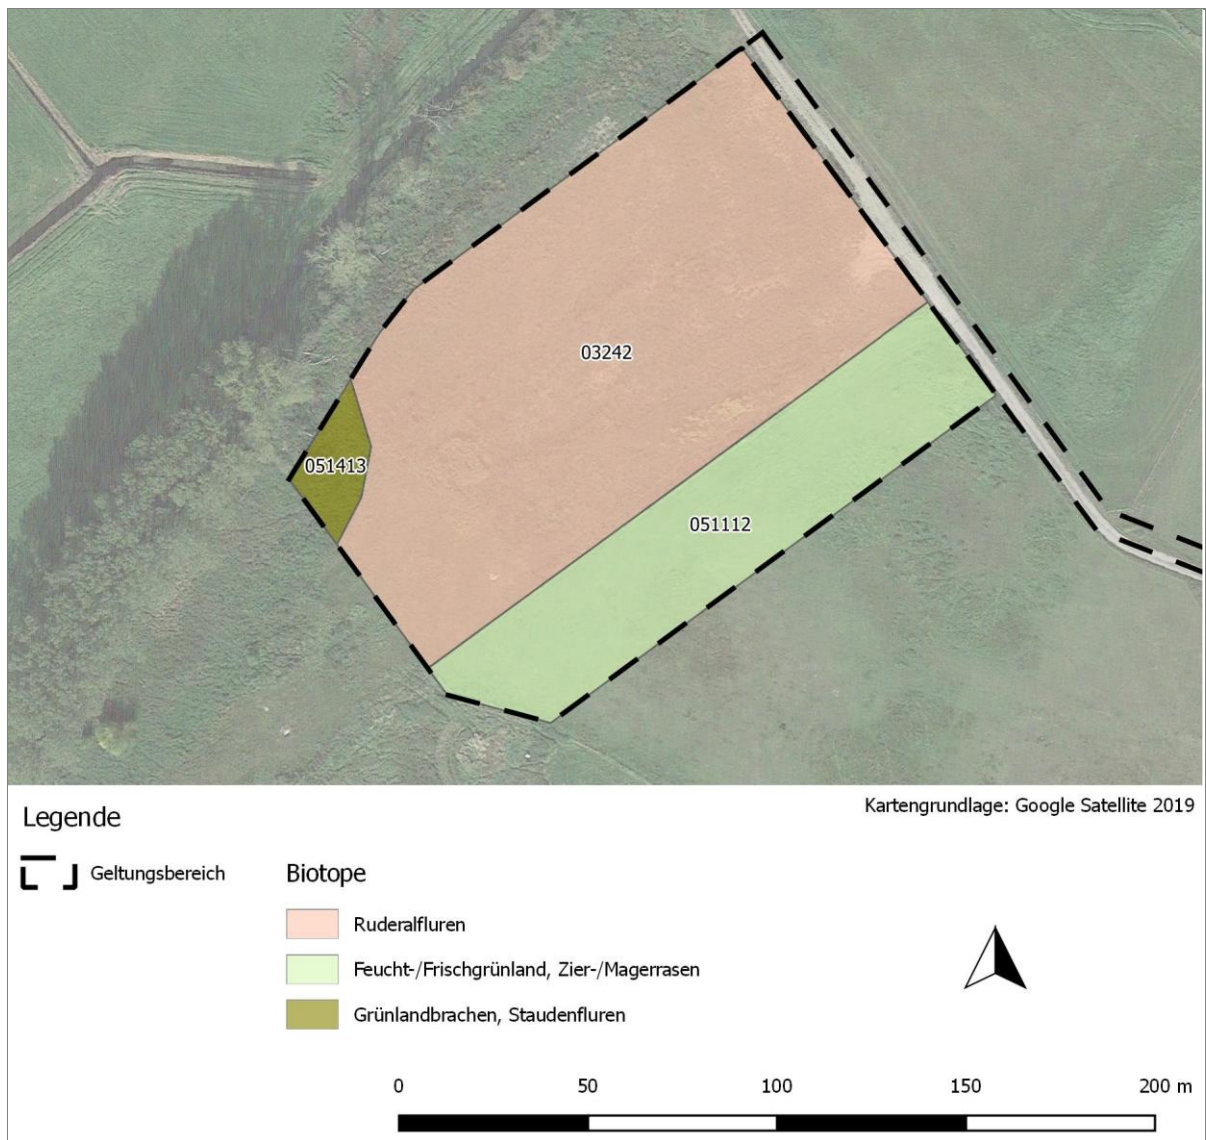 03242
051413
051112
Kartengrundlage: Google Satellite 2019
Legende
Geltungsbereich
Biotope
Ruderalfluren
Feucht-/Frischgrünland, Zier-/Magerrasen
Grünlandbrachen, Staudenfluren
0 50 100 150 200 m